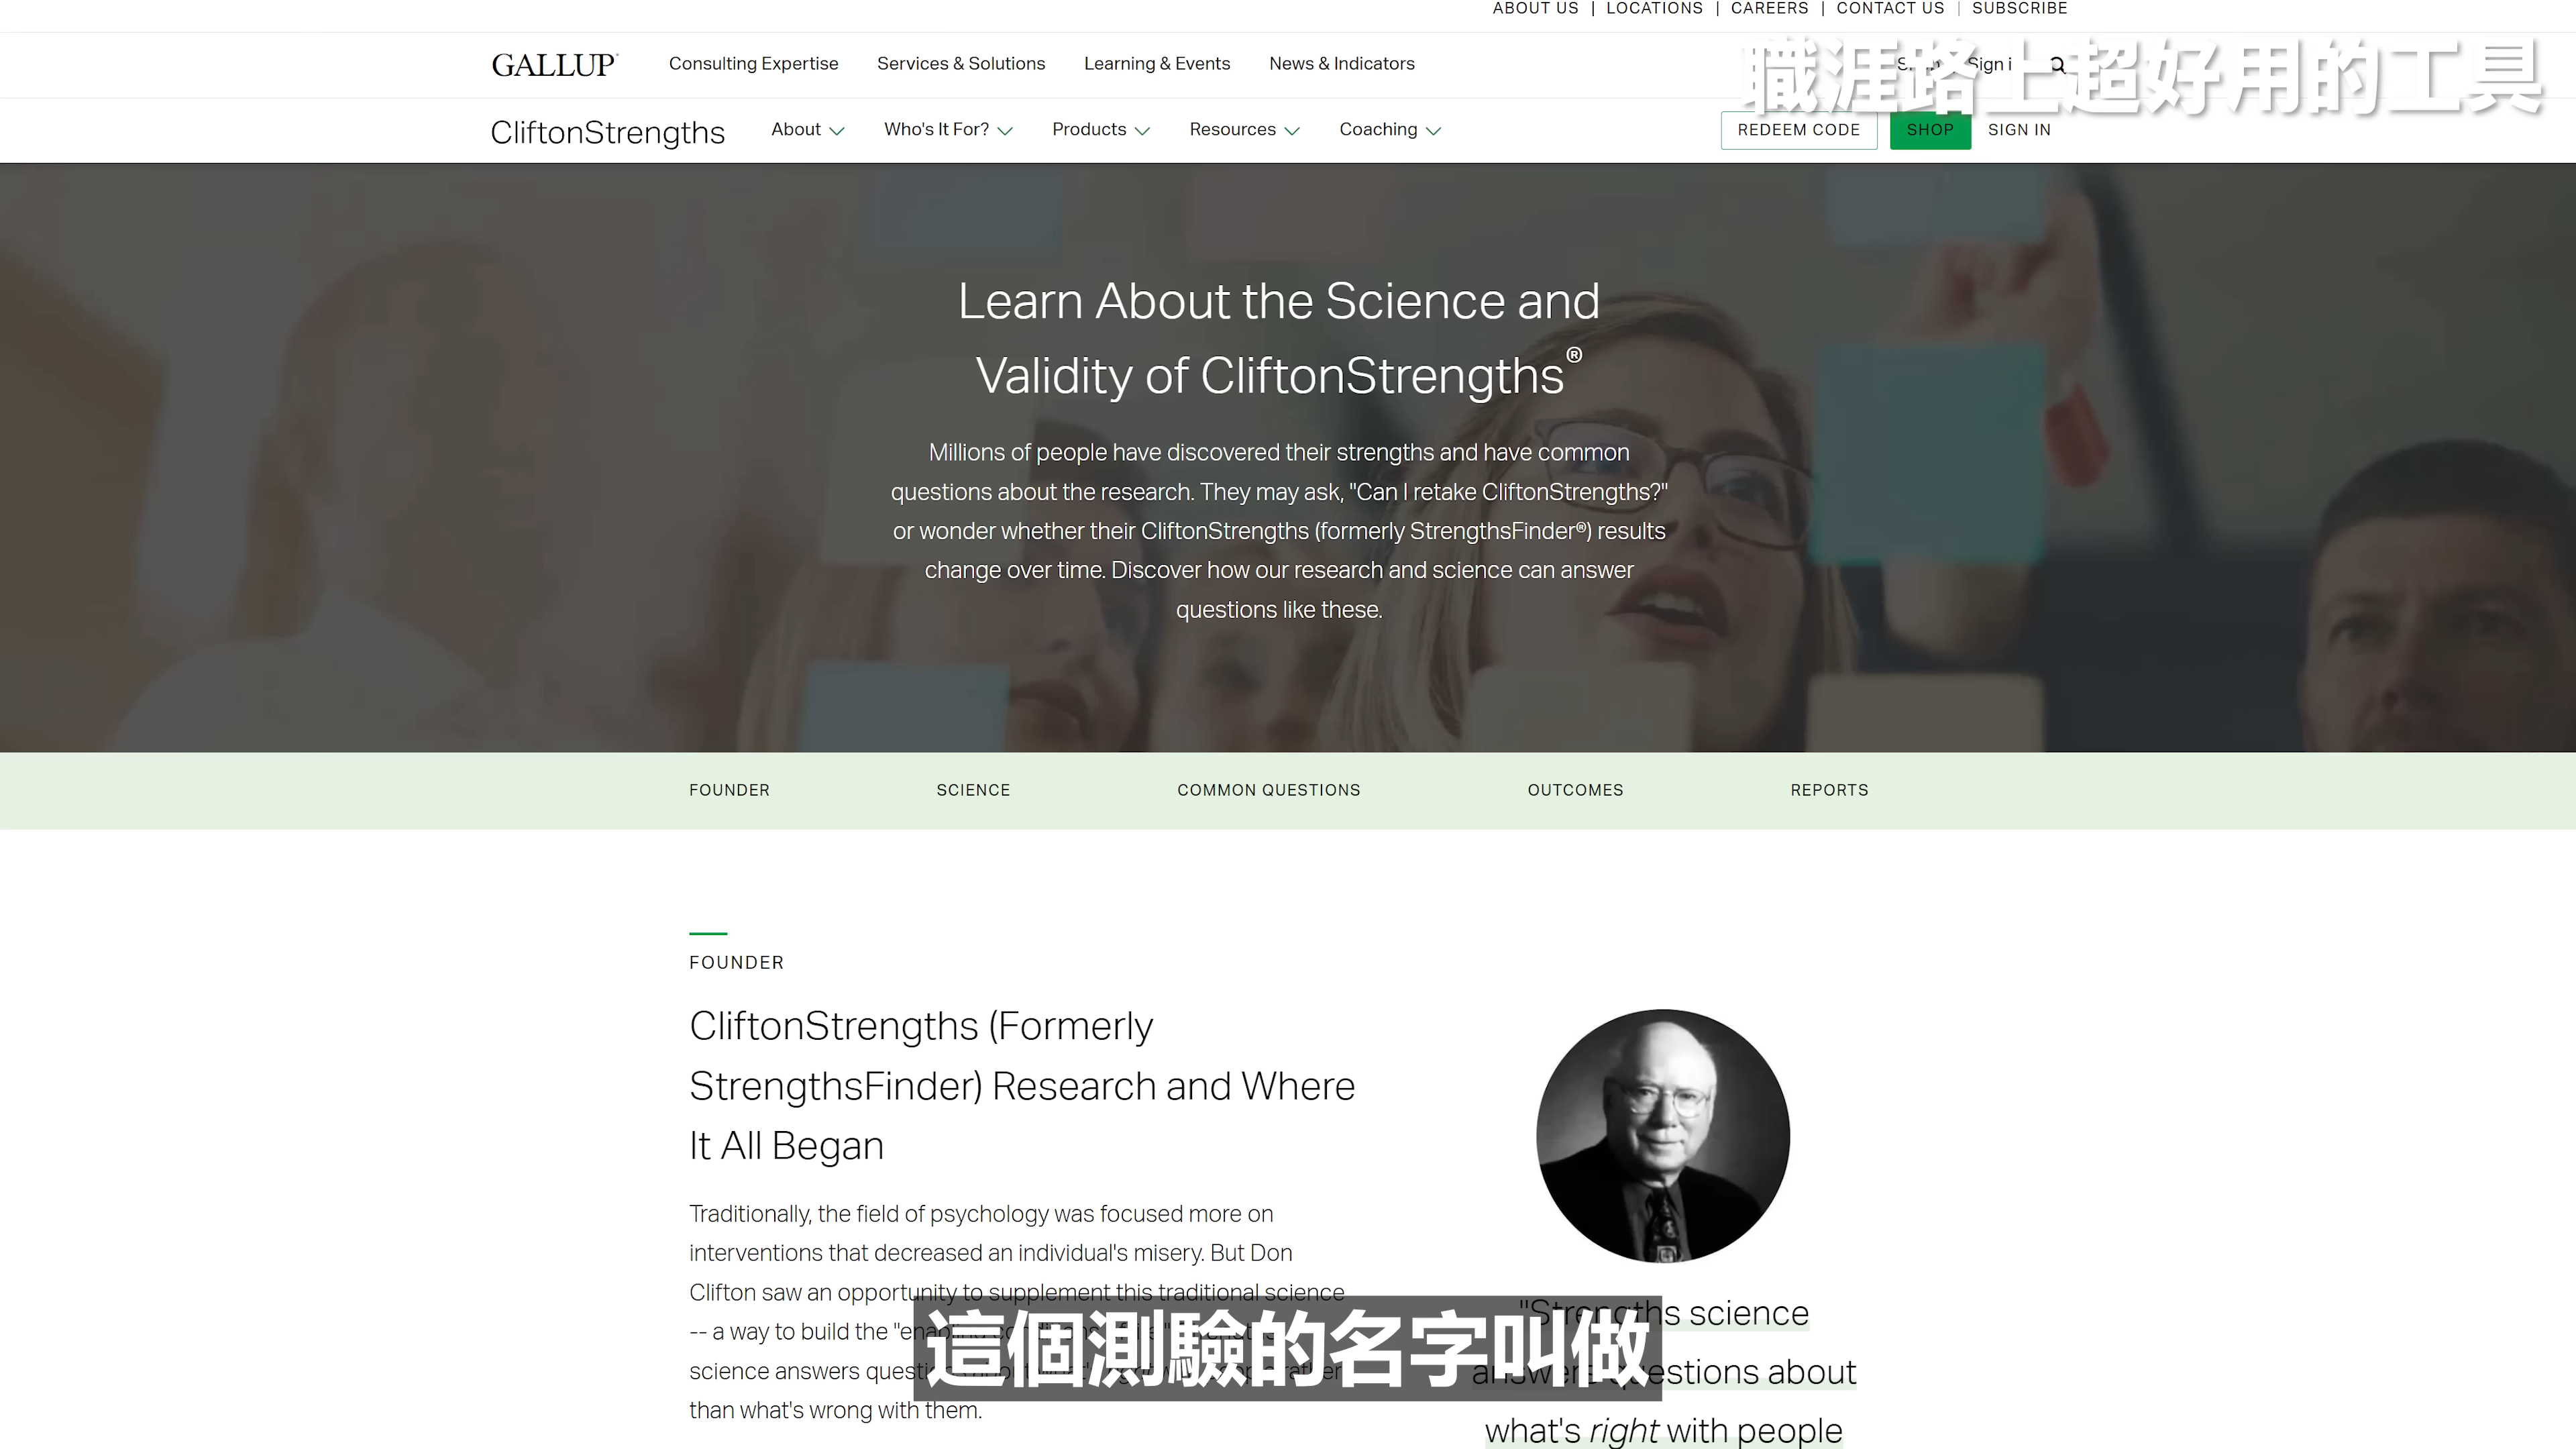 ABOUT US | LOCATIONS | CAREERS | CONTACT US | SUBSCRIBE
職涯路上超好用的工具
GALLUP
Consulting Expertise Services & Solutions Learning & Events News & Indicators
CliftonStrengths About Who's It For? Products Resources Coaching REDEEM CODE SHOP SIGN IN
Learn About the Science and
Validity of CliftonStrengths®
Millions of people have discovered their strengths and have common
questions about the research. They may ask, "Can I retake CliftonStrengths?"
or wonder whether their CliftonStrengths (formerly StrengthsFinder®) results
change over time. Discover how our research and science can answer
questions like these.
FOUNDER SCIENCE COMMON QUESTIONS OUTCOMES REPORTS
FOUNDER
CliftonStrengths (Formerly
StrengthsFinder) Research and Where
It All Began
Traditionally, the field of psychology was focused more on
interventions that decreased an individual's misery. But Don
Clifton saw an opportunity to supplement this traditional science
-- a way to build the
science answers
than what's wrong with them.
"Strengths science
answers questions about
what's right with people
這個測驗的名字叫做